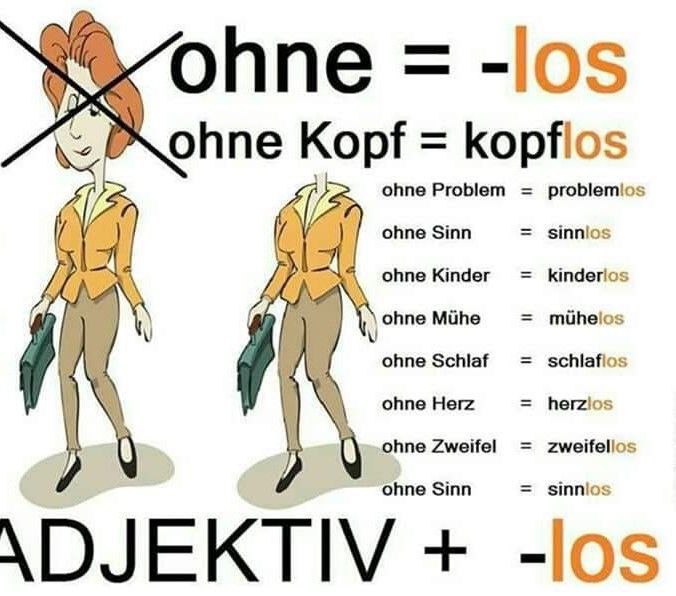 ohne = -los
ohne Kopf = kopflos
ohne Problem = problemlos
ohne Sinn = sinnlos
ohne Kinder = kinderlos
ohne Mühe = mühelos
ohne Schlaf = schlaflos
ohne Herz = herzlos
ohne Zweifel = zweifellos
ohne Sinn = sinnlos
ADJEKTIV + -los